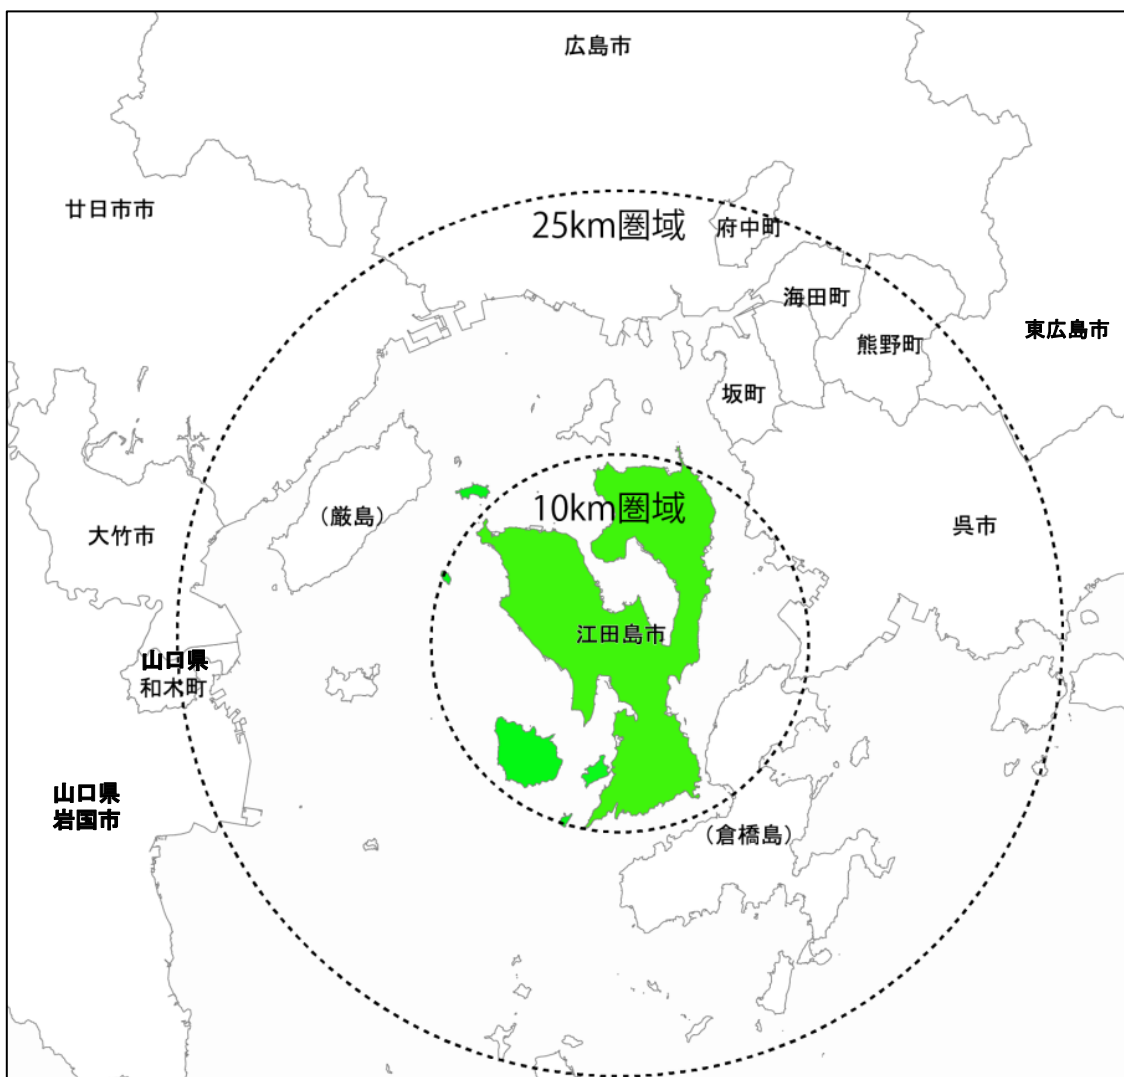 広島市
廿日市市
25km圏域
府中町
海田町
東広島市
熊野町
坂町
10km圏域
(厳島)
大竹市
呉市
江田島市
山口県
和木町
山口県
岩国市
(倉橋島)